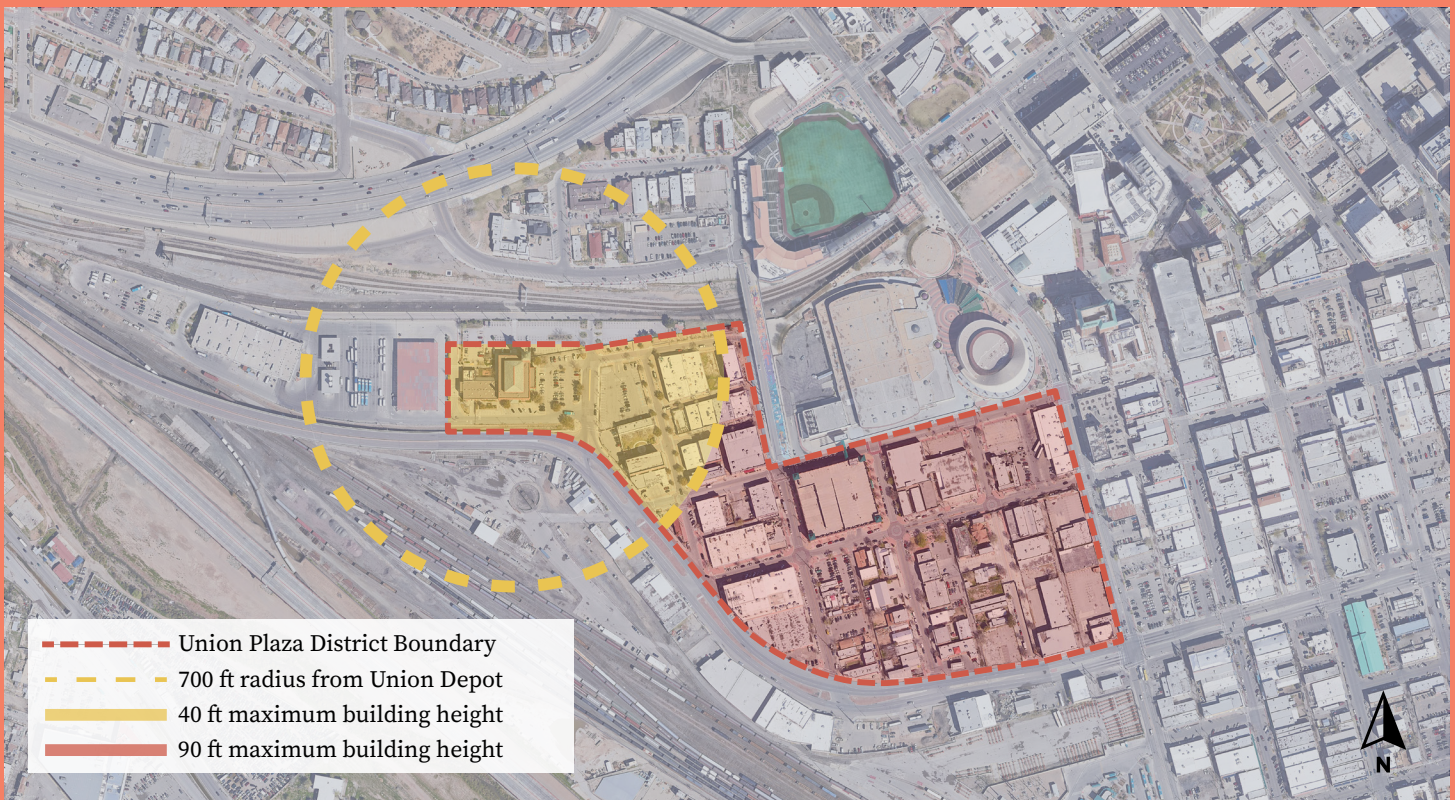 Union Plaza District Boundary
700 ft radius from Union Depot
40 ft maximum building height
90 ft maximum building height
N